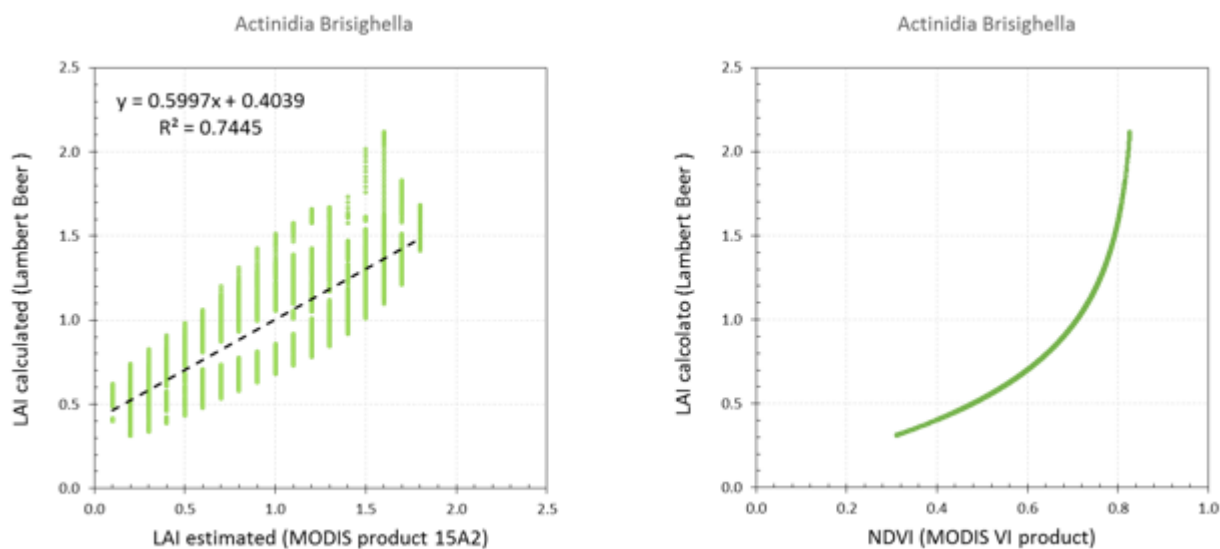 Actinidia Brisighella
2.5
2.0
1.5
1.0
0.5
0.0
y = 0.5997x + 0.4039
R² = 0.7445
LAI calculated (Lambert Beer )
0.0 0.5 1.0 1.5 2.0 2.5
LAI estimated (MODIS product 15A2)
Actinidia Brisighella
2.5
2.0
1.5
1.0
0.5
0.0
LAI calcolato (Lambert Beer )
0.0 0.2 0.4 0.6 0.8 1.0
NDVI (MODIS VI product)